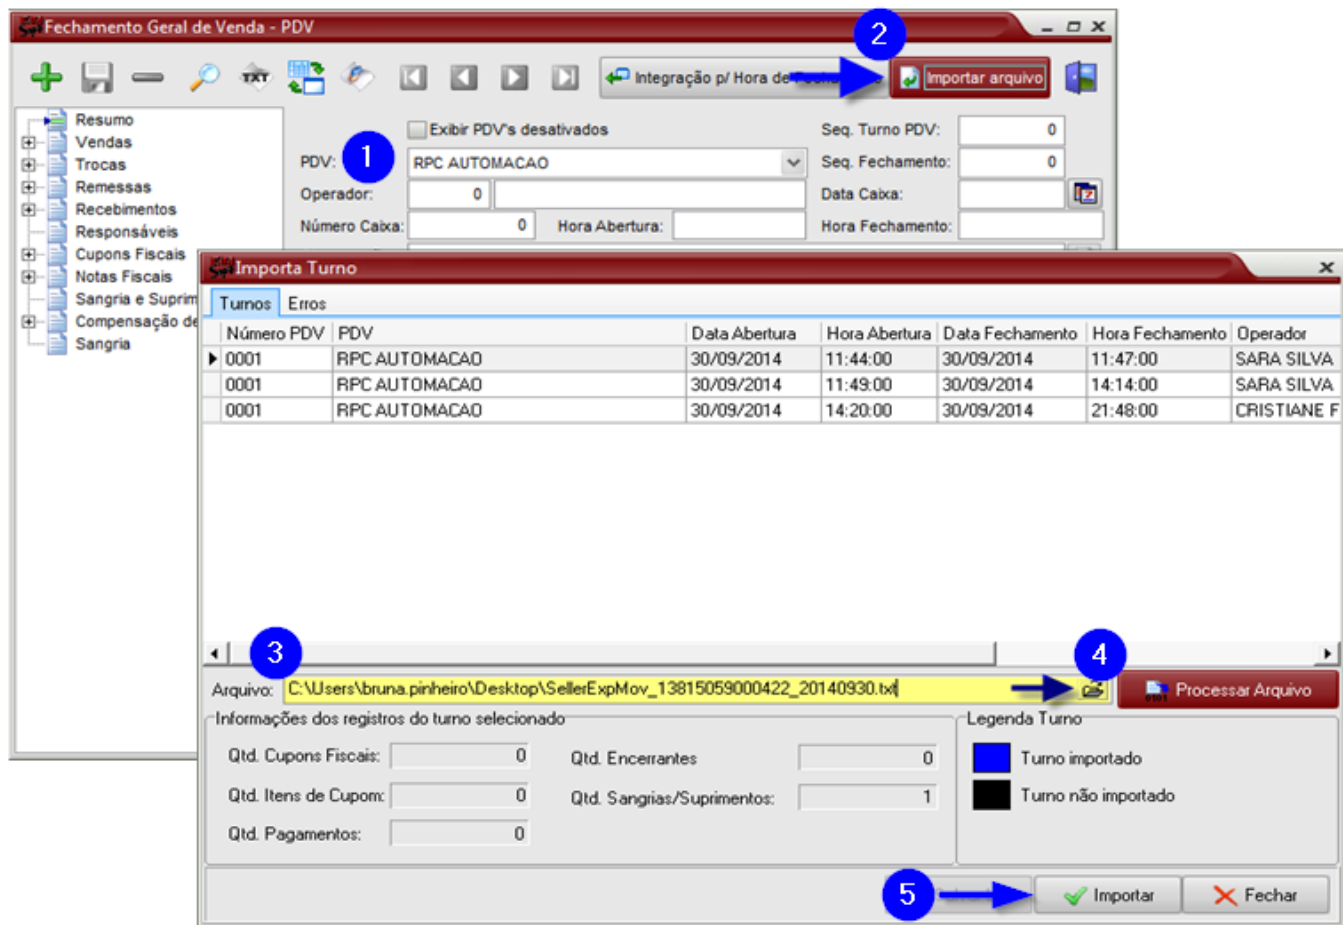 Fechamento Geral de Venda - PDV
2
TXT
Integração p/ Hora de
Importar arquivo
Resumo
Vendas
Trocas
Remessas
Recebimentos
Responsáveis
Cupons Fiscais
Notas Fiscais
Sangria e Suprim
Compensação de
Sangria
Exibir PDV's desativados
Seq. Turno PDV: 0
1
PDV: RPC AUTOMACAO
Seq. Fechamento: 0
Operador: 0
Data Caixa:
Número Caixa: 0 Hora Abertura:
Hora Fechamento:
Importa Turno
Turnos Erros
Número PDV PDV Data Abertura Hora Abertura Data Fechamento Hora Fechamento Operador
0001 RPC AUTOMACAO 30/09/2014 11:44:00 30/09/2014 11:47:00 SARA SILVA
0001 RPC AUTOMACAO 30/09/2014 11:49:00 30/09/2014 14:14:00 SARA SILVA
0001 RPC AUTOMACAO 30/09/2014 14:20:00 30/09/2014 21:48:00 CRISTIANE F
3
4
Arquivo: C:\Users\bruna.pinheiro\Desktop\SellerExpMov_13815059000422_20140930.txt
Processar Arquivo
Informações dos registros do turno selecionado
Qtd. Cupons Fiscais: 0 Qtd. Encerrantes 0
Qtd. Itens de Cupom: 0 Qtd. Sangrias/Suprimentos: 1
Qtd. Pagamentos: 0
Legenda Turno
Turno importado
Turno não importado
5
Importar
Fechar